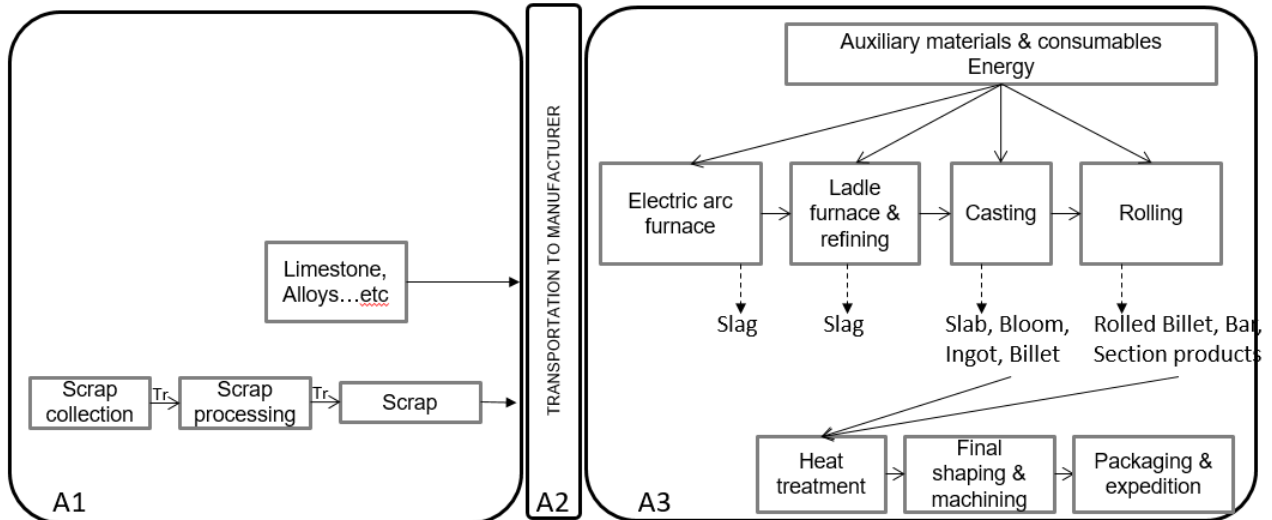 Limestone,
Alloys…etc
Scrap
collection
Tr
Scrap
processing
Tr
Scrap
A1
TRANSPORTATION TO MANUFACTURER
A2
Auxiliary materials & consumables
Energy
Electric arc
furnace
Ladle
furnace &
refining
Casting
Rolling
Slag
Slag
Slab, Bloom,
Ingot, Billet
Rolled Billet, Bar,
Section products
Heat
treatment
Final
shaping &
machining
Packaging &
expedition
A3